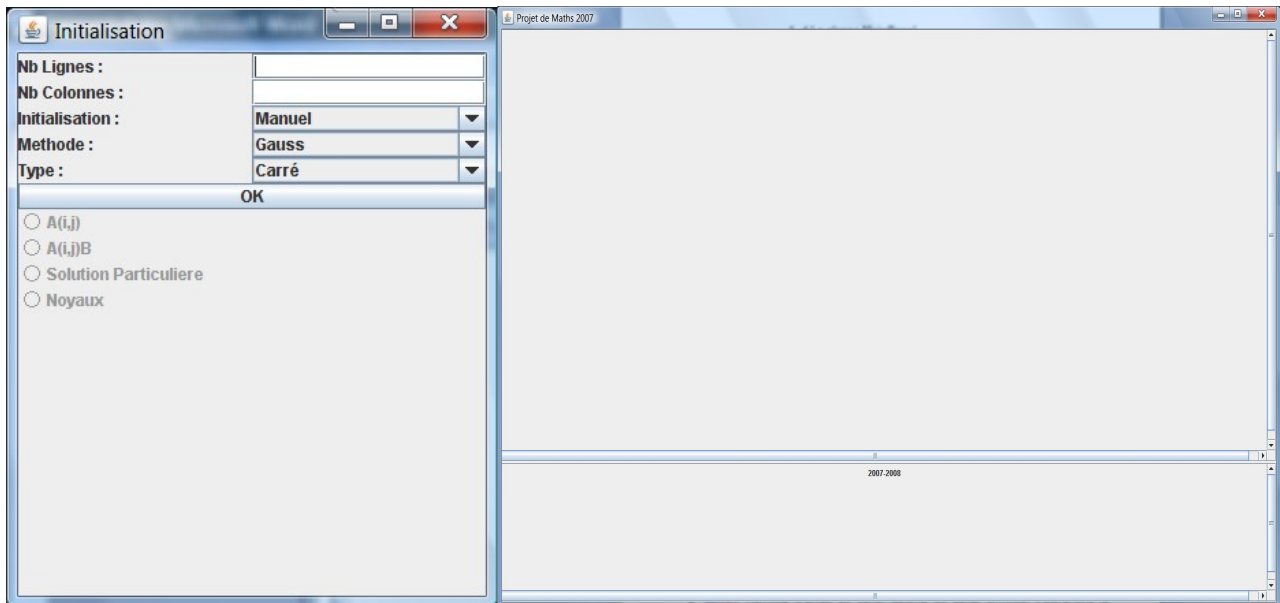 Initialisation
Nb Lignes :
Nb Colonnes :
Initialisation : Manuel
Methode : Gauss
Type : Carré
OK
A(i,j)
A(i,j)B
Solution Particuliere
Noyaux
Projet de Maths 2007
2007-2008